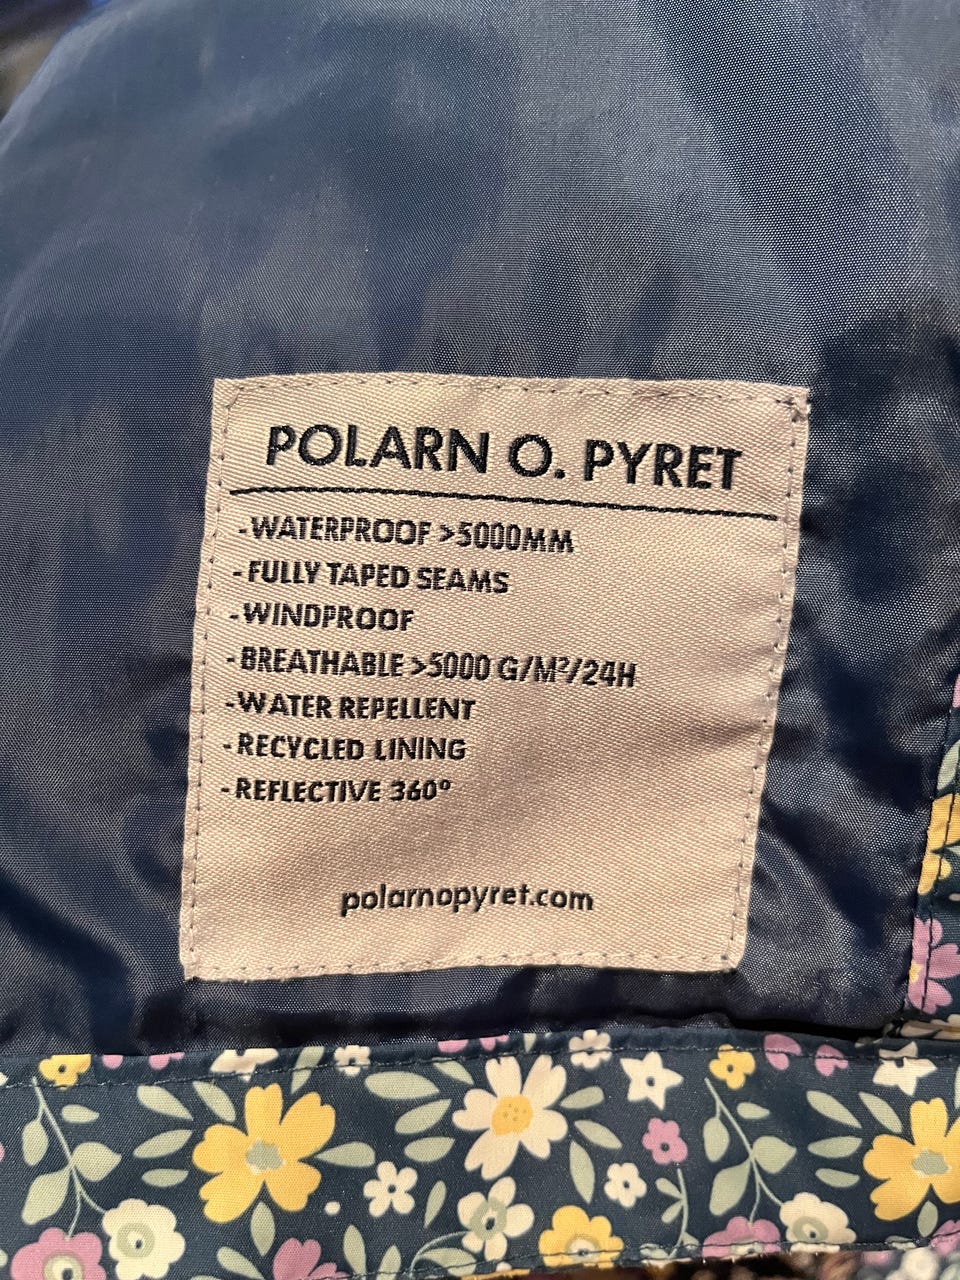 POLARN O. PYRET
-WATERPROOF >5000MM
-FULLY TAPED SEAMS
-WINDPROOF
-BREATHABLE >5000 G/M²/24H
-WATER REPELLENT
-RECYCLED LINING
-REFLECTIVE 360°
polarnopyret.com